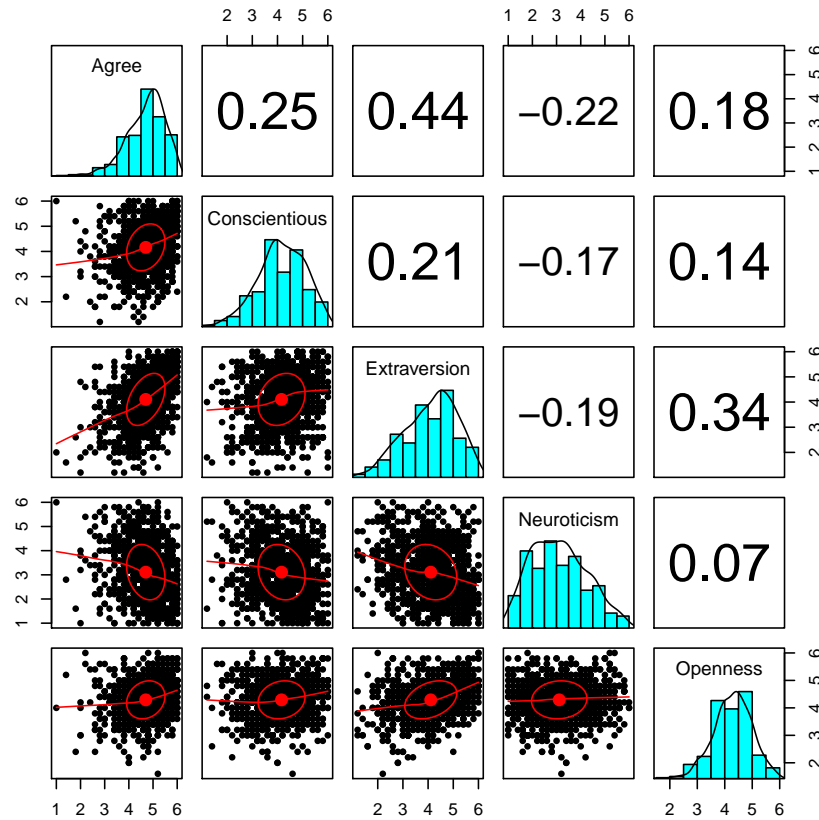 2 3 4 5 6 1 2 3 4 5 6
Agree 0.25 0.44 −0.22 0.18 1 2 3 4 5 6
2 3 4 5 6 Conscientious 0.21 −0.17 0.14
Extraversion −0.19 0.34 2 3 4 5 6
1 2 3 4 5 6 Neuroticism 0.07
Openness 2 3 4 5 6
1 2 3 4 5 6 2 3 4 5 6 2 3 4 5 6